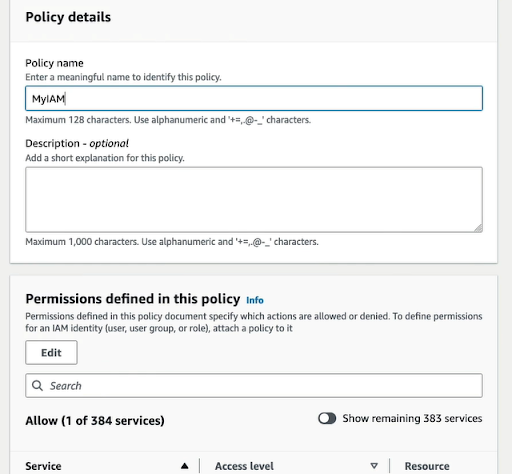 Policy details
Policy name
Enter a meaningful name to identify this policy.
MyIAM
Maximum 128 characters. Use alphanumeric and '+=,.@-_' characters.
Description - optional
Add a short explanation for this policy.
Maximum 1,000 characters. Use alphanumeric and '+=,.@-_' characters.
Permissions defined in this policy Info
Permissions defined in this policy document specify which actions are allowed or denied. To define permissions
for an IAM identity (user, user group, or role), attach a policy to it
Edit
Search
Allow (1 of 384 services) Show remaining 383 services
Service Access level Resource